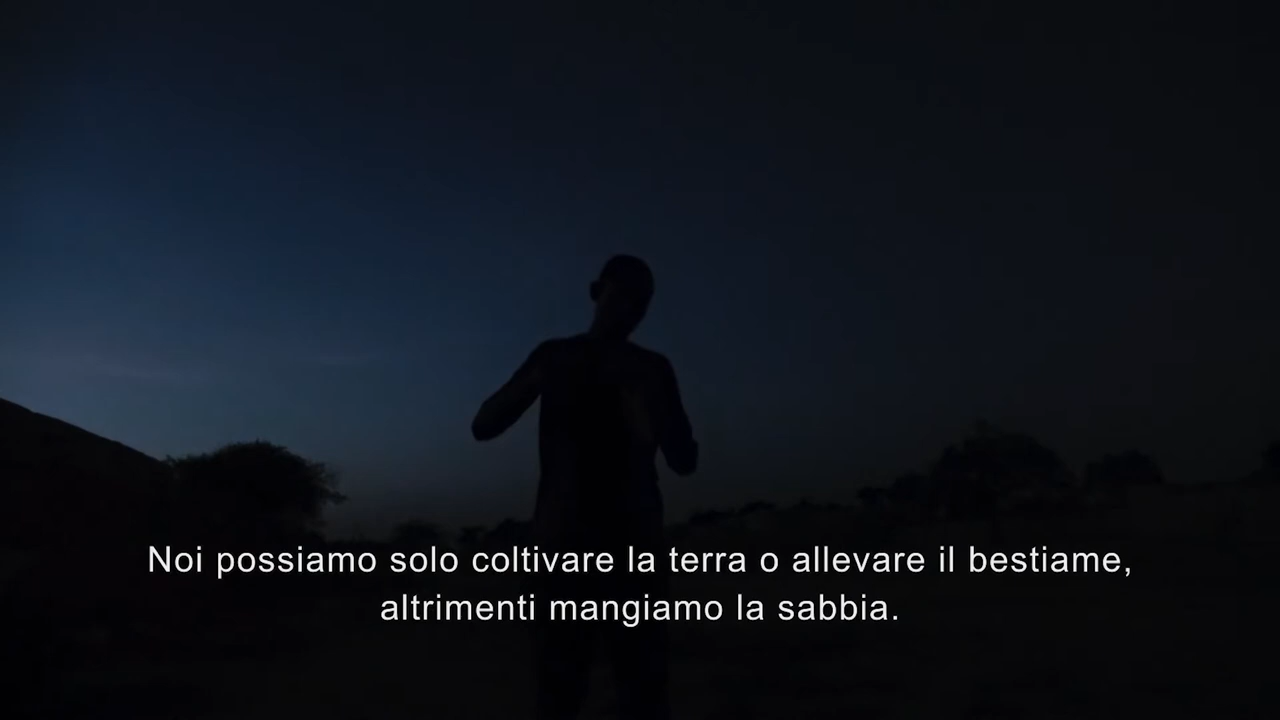 Noi possiamo solo coltivare la terra o allevare il bestiame,
altrimenti mangiamo la sabbia.